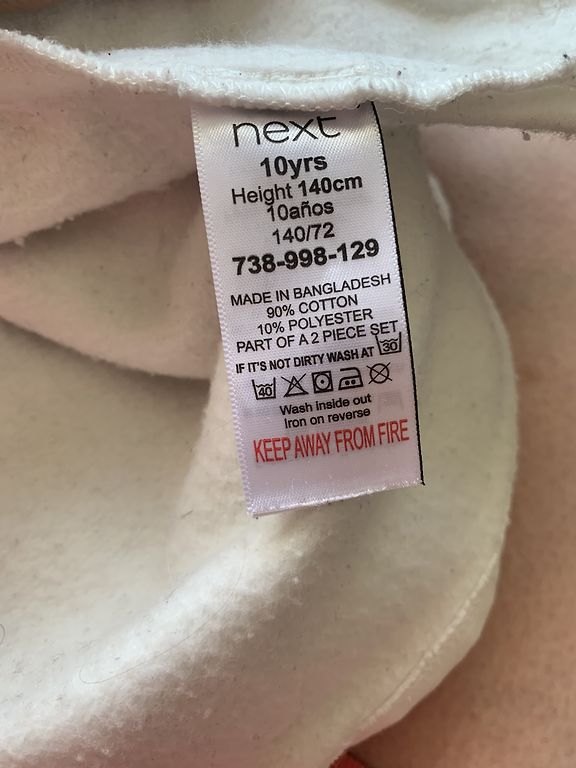 next
10yrs
Height 140cm
10años
140/72
738-998-129
MADE IN BANGLADESH
90% COTTON
10% POLYESTER
PART OF A 2 PIECE SET
IF IT'S NOT DIRTY WASH AT 30
40
Wash inside out
Iron on reverse
KEEP AWAY FROM FIRE